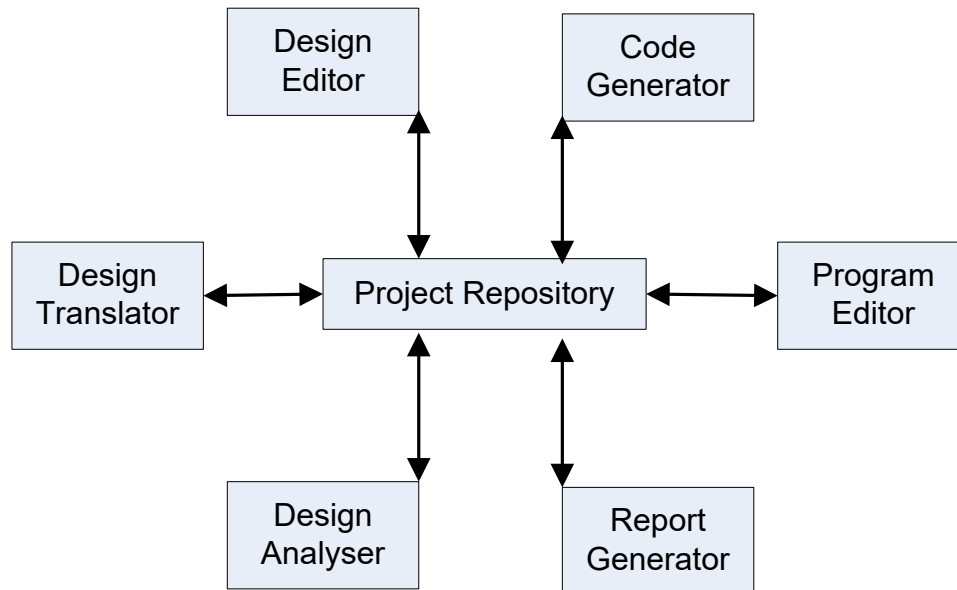 Design
Editor
Code
Generator
Design
Translator
Project Repository
Program
Editor
Design
Analyser
Report
Generator